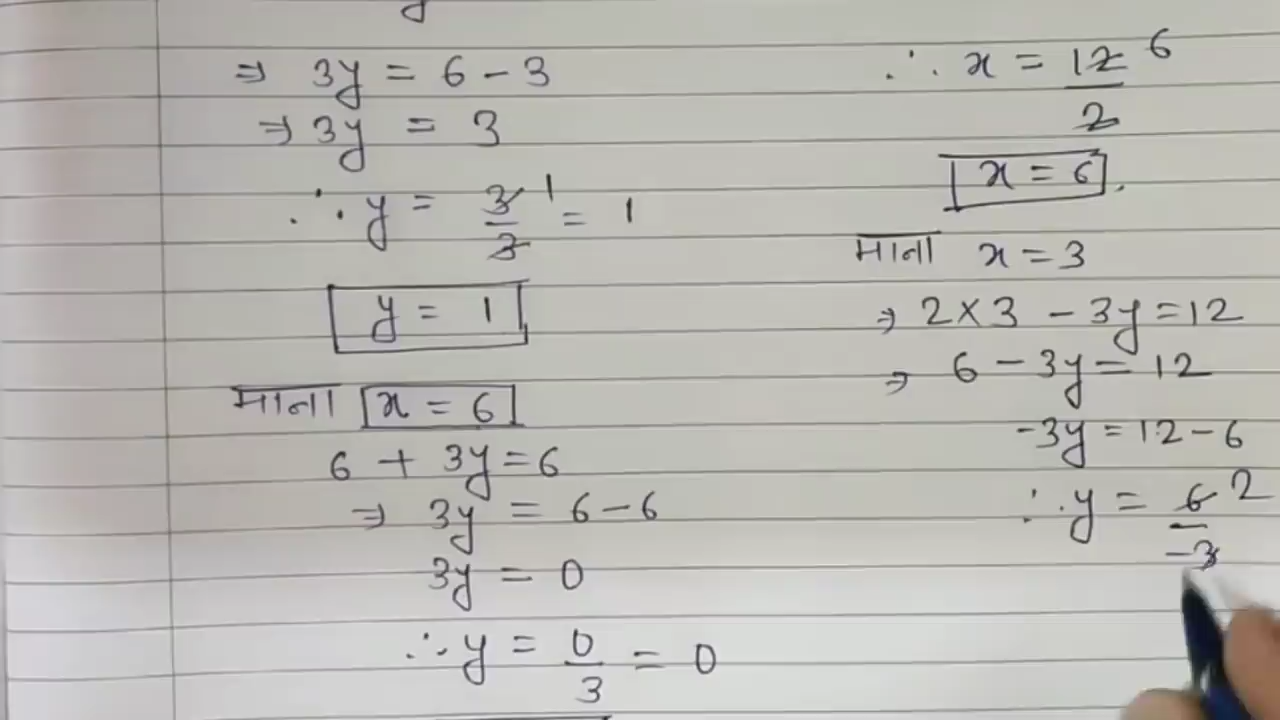 ⇒ 3y = 6 - 3
⇒ 3y = 3
∴ y = 3/3 1 = 1
y = 1
माना x = 6
6 + 3y = 6
⇒ 3y = 6 - 6
3y = 0
∴ y = 0/3 = 0
∴ x = 12/2 6
x = 6
माना x = 3
⇒ 2 × 3 - 3y = 12
⇒ 6 - 3y = 12
-3y = 12 - 6
∴ y = 6/-3 2